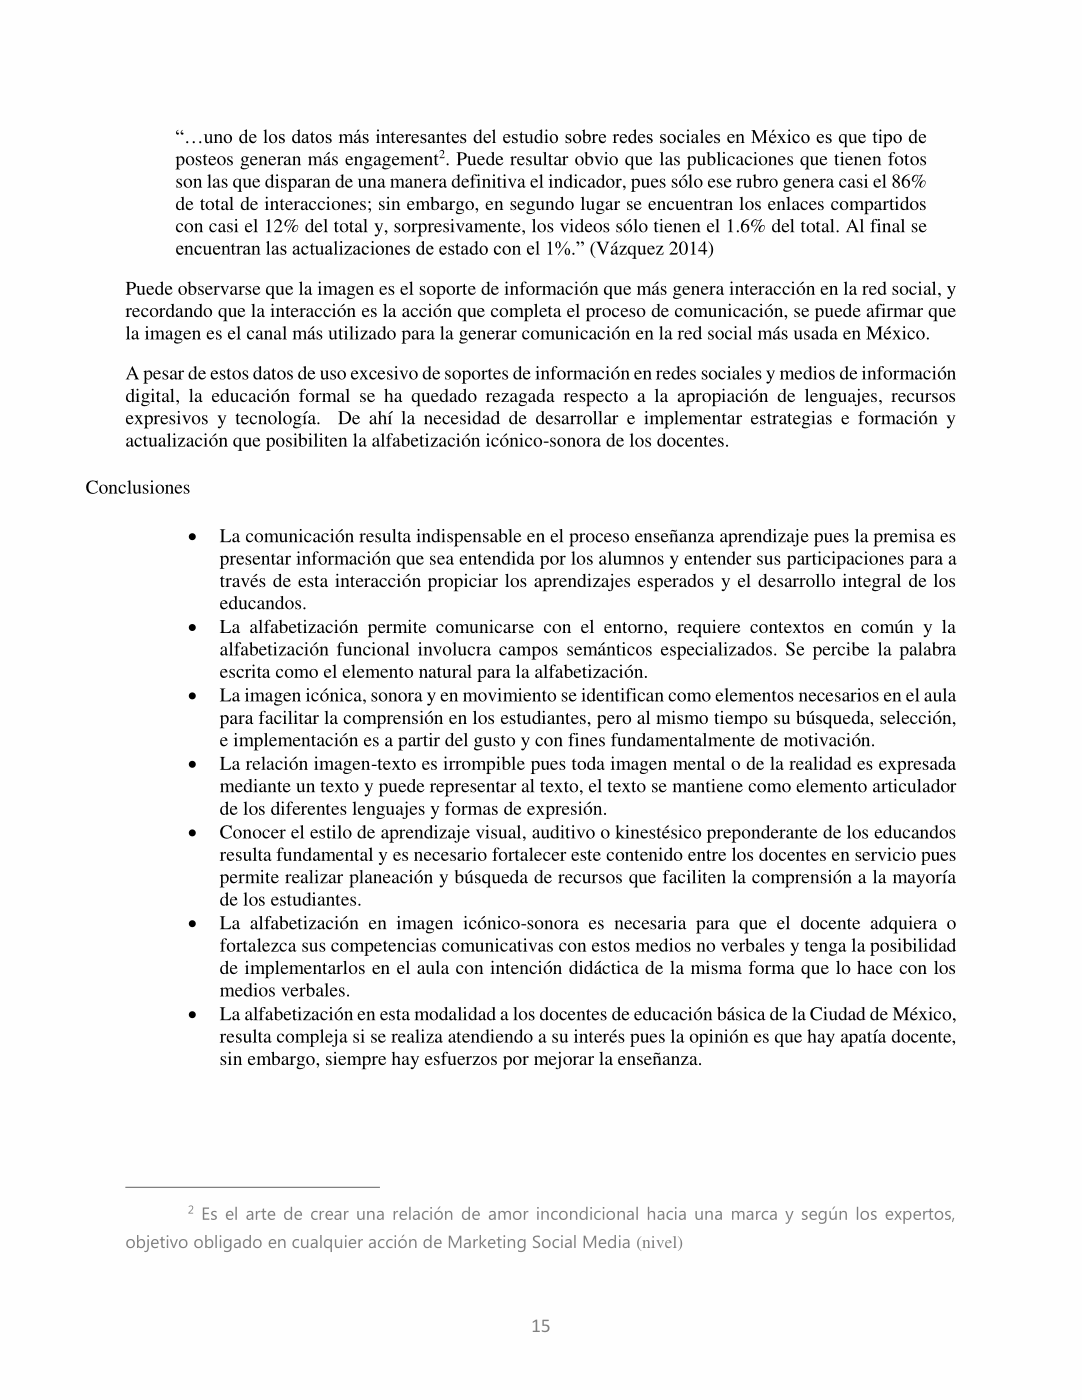 “…uno de los datos más interesantes del estudio sobre redes sociales en México es que tipo de
posteos generan más engagement². Puede resultar obvio que las publicaciones que tienen fotos
son las que disparan de una manera definitiva el indicador, pues sólo ese rubro genera casi el 86%
de total de interacciones; sin embargo, en segundo lugar se encuentran los enlaces compartidos
con casi el 12% del total y, sorpresivamente, los videos sólo tienen el 1.6% del total. Al final se
encuentran las actualizaciones de estado con el 1%.” (Vázquez 2014)
Puede observarse que la imagen es el soporte de información que más genera interacción en la red social, y
recordando que la interacción es la acción que completa el proceso de comunicación, se puede afirmar que
la imagen es el canal más utilizado para la generar comunicación en la red social más usada en México.
A pesar de estos datos de uso excesivo de soportes de información en redes sociales y medios de información
digital, la educación formal se ha quedado rezagada respecto a la apropiación de lenguajes, recursos
expresivos y tecnología. De ahí la necesidad de desarrollar e implementar estrategias e formación y
actualización que posibiliten la alfabetización icónico-sonora de los docentes.
Conclusiones
• La comunicación resulta indispensable en el proceso enseñanza aprendizaje pues la premisa es
presentar información que sea entendida por los alumnos y entender sus participaciones para a
través de esta interacción propiciar los aprendizajes esperados y el desarrollo integral de los
educandos.
• La alfabetización permite comunicarse con el entorno, requiere contextos en común y la
alfabetización funcional involucra campos semánticos especializados. Se percibe la palabra
escrita como el elemento natural para la alfabetización.
• La imagen icónica, sonora y en movimiento se identifican como elementos necesarios en el aula
para facilitar la comprensión en los estudiantes, pero al mismo tiempo su búsqueda, selección,
e implementación es a partir del gusto y con fines fundamentalmente de motivación.
• La relación imagen-texto es irrompible pues toda imagen mental o de la realidad es expresada
mediante un texto y puede representar al texto, el texto se mantiene como elemento articulador
de los diferentes lenguajes y formas de expresión.
• Conocer el estilo de aprendizaje visual, auditivo o kinestésico preponderante de los educandos
resulta fundamental y es necesario fortalecer este contenido entre los docentes en servicio pues
permite realizar planeación y búsqueda de recursos que faciliten la comprensión a la mayoría
de los estudiantes.
• La alfabetización en imagen icónico-sonora es necesaria para que el docente adquiera o
fortalezca sus competencias comunicativas con estos medios no verbales y tenga la posibilidad
de implementarlos en el aula con intención didáctica de la misma forma que lo hace con los
medios verbales.
• La alfabetización en esta modalidad a los docentes de educación básica de la Ciudad de México,
resulta compleja si se realiza atendiendo a su interés pues la opinión es que hay apatía docente,
sin embargo, siempre hay esfuerzos por mejorar la enseñanza.
² Es el arte de crear una relación de amor incondicional hacia una marca y según los expertos,
objetivo obligado en cualquier acción de Marketing Social Media (nivel)
15